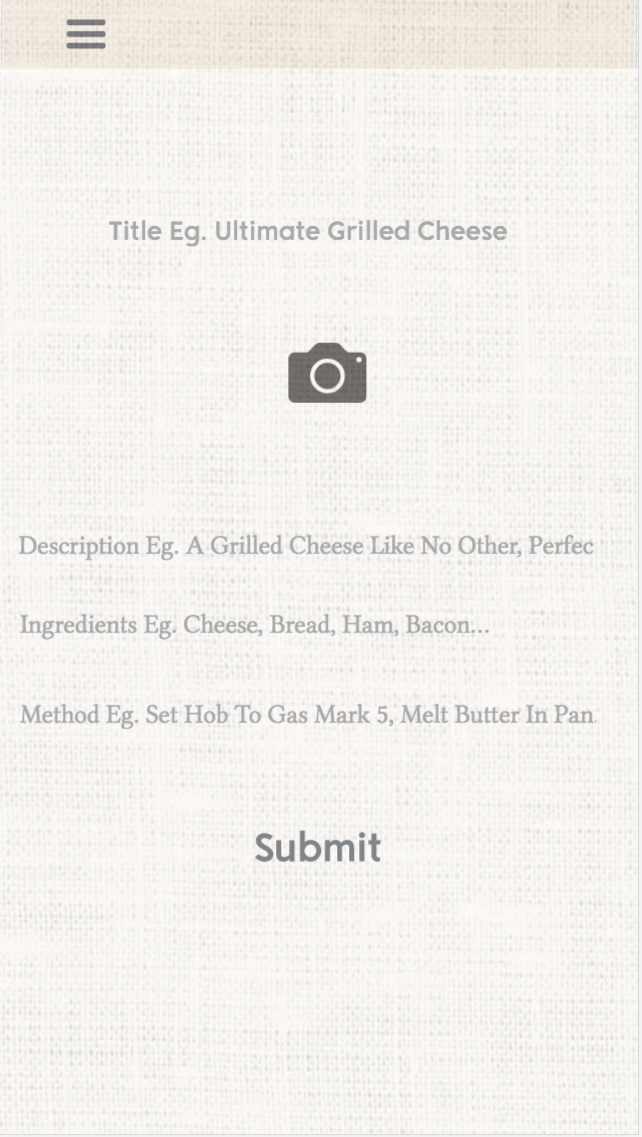 Title Eg. Ultimate Grilled Cheese
Description Eg. A Grilled Cheese Like No Other, Perfec
Ingredients Eg. Cheese, Bread, Ham, Bacon...
Method Eg. Set Hob To Gas Mark 5, Melt Butter In Pan.
Submit